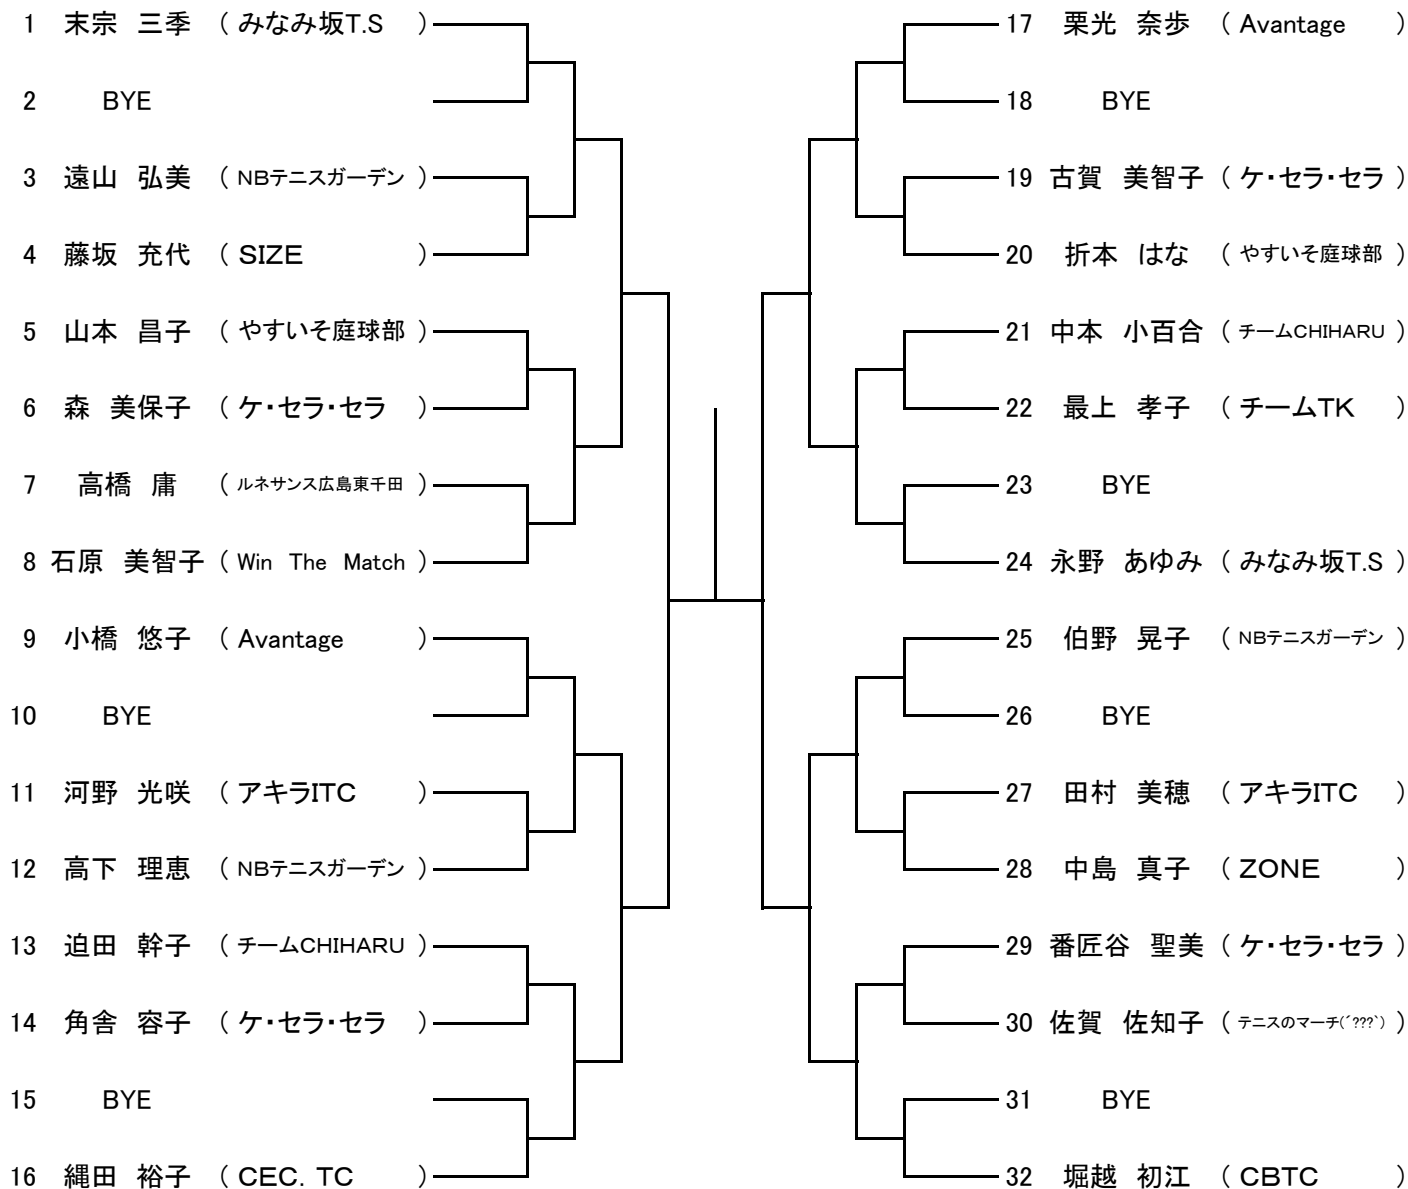 1 末宗 三季 ( みなみ坂T.S )
2 BYE
3 遠山 弘美 ( NBテニスガーデン )
4 藤坂 充代 ( SIZE )
5 山本 昌子 ( やすいそ庭球部 )
6 森 美保子 ( ケ・セラ・セラ )
7 高橋 庸 ( ルネサンス広島東千田 )
8 石原 美智子 ( Win The Match )
9 小橋 悠子 ( Avantage )
10 BYE
11 河野 光咲 ( アキラITC )
12 高下 理恵 ( NBテニスガーデン )
13 迫田 幹子 ( チームCHIHARU )
14 角舎 容子 ( ケ・セラ・セラ )
15 BYE
16 縄田 裕子 ( CEC. TC )
17 栗光 奈歩 ( Avantage )
18 BYE
19 古賀 美智子 ( ケ・セラ・セラ )
20 折本 はな ( やすいそ庭球部 )
21 中本 小百合 ( チームCHIHARU )
22 最上 孝子 ( チームTK )
23 BYE
24 永野 あゆみ ( みなみ坂T.S )
25 伯野 晃子 ( NBテニスガーデン )
26 BYE
27 田村 美穂 ( アキラITC )
28 中島 真子 ( ZONE )
29 番匠谷 聖美 ( ケ・セラ・セラ )
30 佐賀 佐知子 ( テニスのマーチ(´???`) )
31 BYE
32 堀越 初江 ( CBTC )